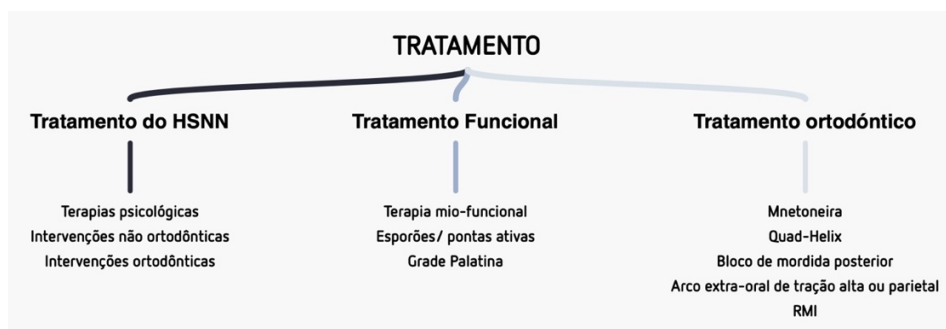 TRATAMENTO
Tratamento do HSNN
Terapias psicológicas
Intervenções não ortodônticas
Intervenções ortodônticas
Tratamento Funcional
Terapia mio-funcional
Esporões/ pontas ativas
Grade Palatina
Tratamento ortodóntico
Mnetoneira
Quad-Helix
Bloco de mordida posterior
Arco extra-oral de tração alta ou parietal
RMI